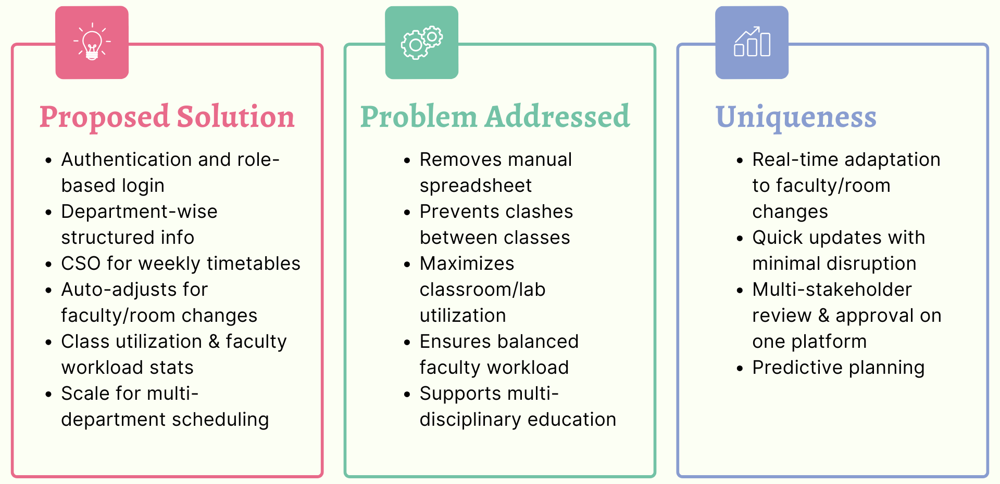 Proposed Solution
• Authentication and role-
based login
• Department-wise
structured info
• CSO for weekly timetables
• Auto-adjusts for
faculty/room changes
• Class utilization & faculty
workload stats
• Scale for multi-
department scheduling
Problem Addressed
• Removes manual
spreadsheet
• Prevents clashes
between classes
• Maximizes
classroom/lab
utilization
• Ensures balanced
faculty workload
• Supports multi-
disciplinary education
Uniqueness
• Real-time adaptation
to faculty/room
changes
• Quick updates with
minimal disruption
• Multi-stakeholder
review & approval on
one platform
• Predictive planning